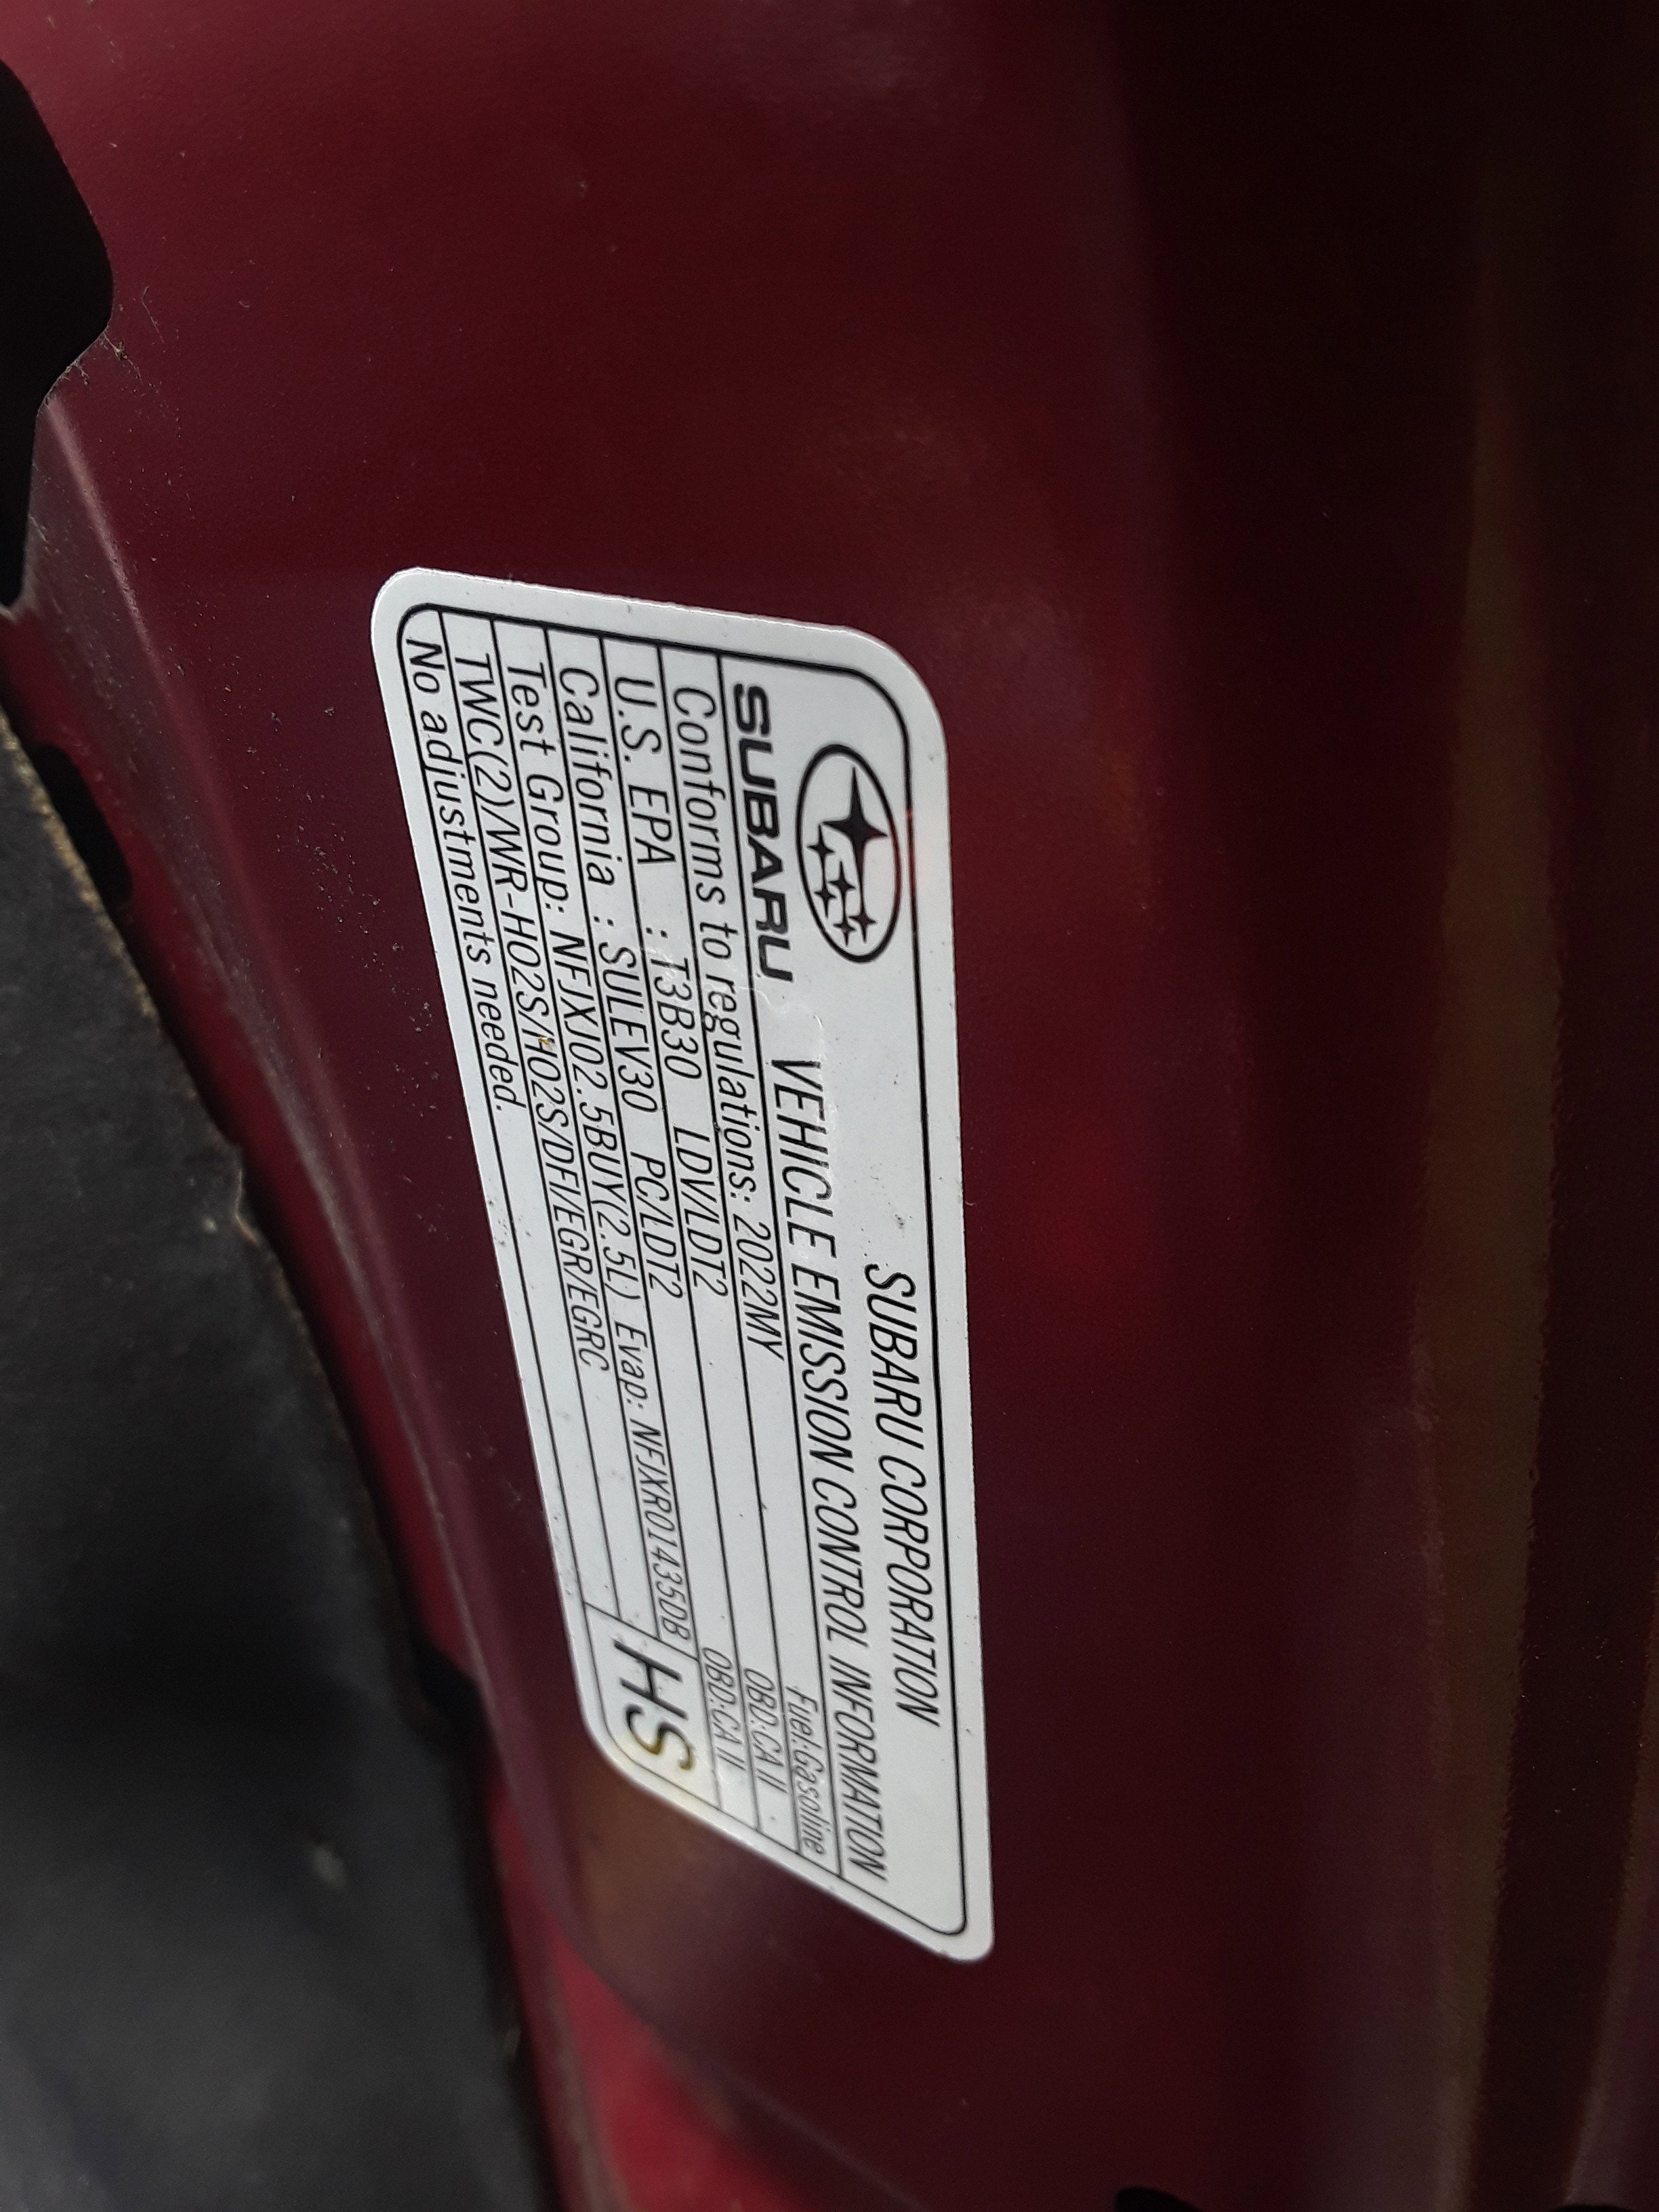 SUBARU CORPORATION
SUBARU VEHICLE EMISSION CONTROL INFORMATION
Conforms to regulations: 2022MY Fuel:Gasoline
U.S. EPA : T3B30 LDV/LDT2 OBD:CA II
California : SULEV30 PC/LDT2 OBD:CA II
Test Group: NFJXJ02.5BUY(2.5L) Evap: NFJXR01435DB
TWC(2)/WR-HO2S/HO2S/DFI/EGR/EGRC
No adjustments needed.
HS